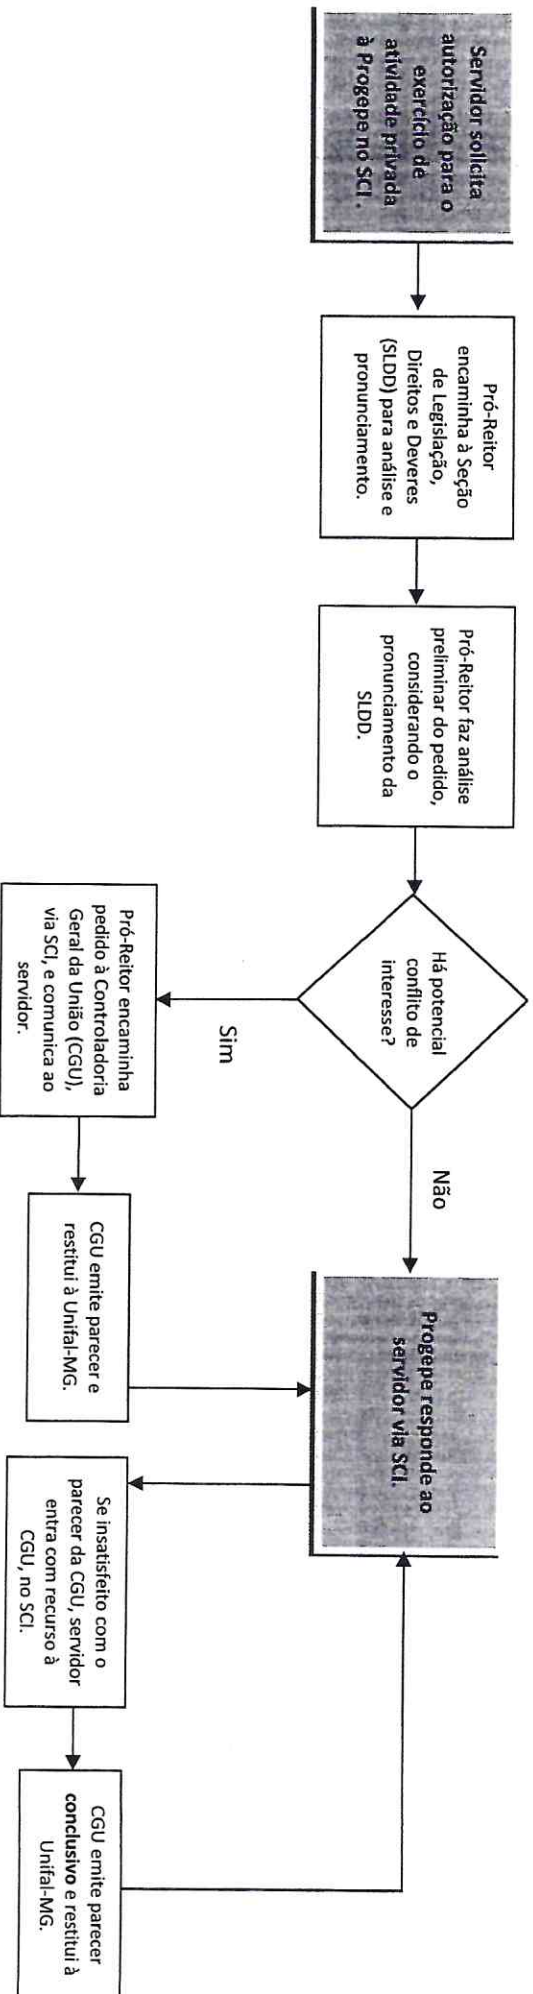 Servidor solicita
autorização para o
exercício de
atividade privada
à Progepe no SCI .
Pró-Reitor
encaminha à Seção
de Legislação,
Direitos e Deveres
(SLDD) para análise e
pronunciamento.
Pró-Reitor faz análise
preliminar do pedido,
considerando o
pronunciamento da
SLDD.
Há potencial
conflito de
interesse?
Não
Sim
Progepe responde ao
servidor via SCI.
Pró-Reitor encaminha
pedido à Controladoria
Geral da União (CGU),
via SCI, e comunica ao
servidor.
CGU emite parecer e
restitui à Unifal-MG.
Se insatisfeito com o
parecer da CGU, servidor
entra com recurso à
CGU, no SCI.
CGU emite parecer
conclusivo e restitui à
Unifal-MG.